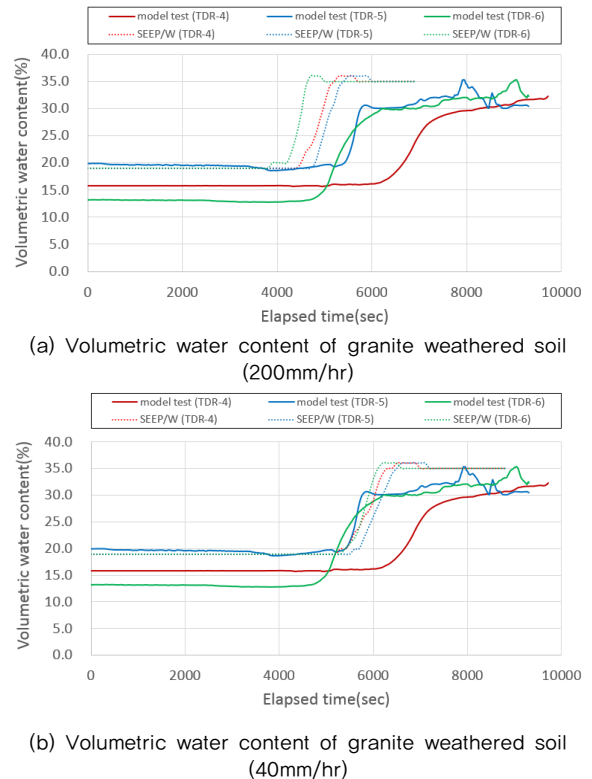 model test (TDR-4) model test (TDR-5) model test (TDR-6)
SEEP/W (TDR-4) SEEP/W (TDR-5) SEEP/W (TDR-6)
Volumetric water content(%)
40.0
35.0
30.0
25.0
20.0
15.0
10.0
5.0
0.0
0 2000 4000 6000 8000 10000
Elapsed time(sec)
(a) Volumetric water content of granite weathered soil
(200mm/hr)
model test (TDR-4) model test (TDR-5) model test (TDR-6)
SEEP/W (TDR-4) SEEP/W (TDR-5) SEEP/W (TDR-6)
Volumetric water content(%)
40.0
35.0
30.0
25.0
20.0
15.0
10.0
5.0
0.0
0 2000 4000 6000 8000 10000
Elapsed time(sec)
(b) Volumetric water content of granite weathered soil
(40mm/hr)